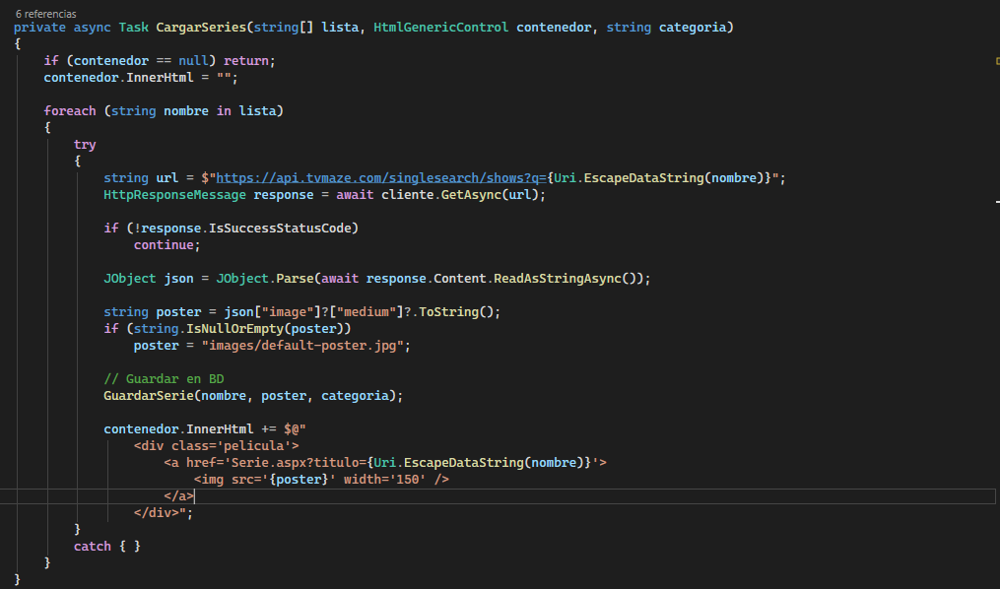 6 referencias
private async Task CargarSeries(string[] lista, HtmlGenericControl contenedor, string categoria)
{
    if (contenedor == null) return;
    contenedor.InnerHtml = "";

    foreach (string nombre in lista)
    {
        try
        {
            string url = $"https://api.tvmaze.com/singlesearch/shows?q={Uri.EscapeDataString(nombre)}";
            HttpResponseMessage response = await cliente.GetAsync(url);

            if (!response.IsSuccessStatusCode)
                continue;

            JObject json = JObject.Parse(await response.Content.ReadAsStringAsync());

            string poster = json["image"]?["medium"]?.ToString();
            if (string.IsNullOrEmpty(poster))
                poster = "images/default-poster.jpg";

            // Guardar en BD
            GuardarSerie(nombre, poster, categoria);

            contenedor.InnerHtml += $@"
                <div class='pelicula'>
                    <a href='Serie.aspx?titulo={Uri.EscapeDataString(nombre)}'>
                        <img src='{poster}' width='150' />
                    </a>
                </div>";
        }
        catch { }
    }
}